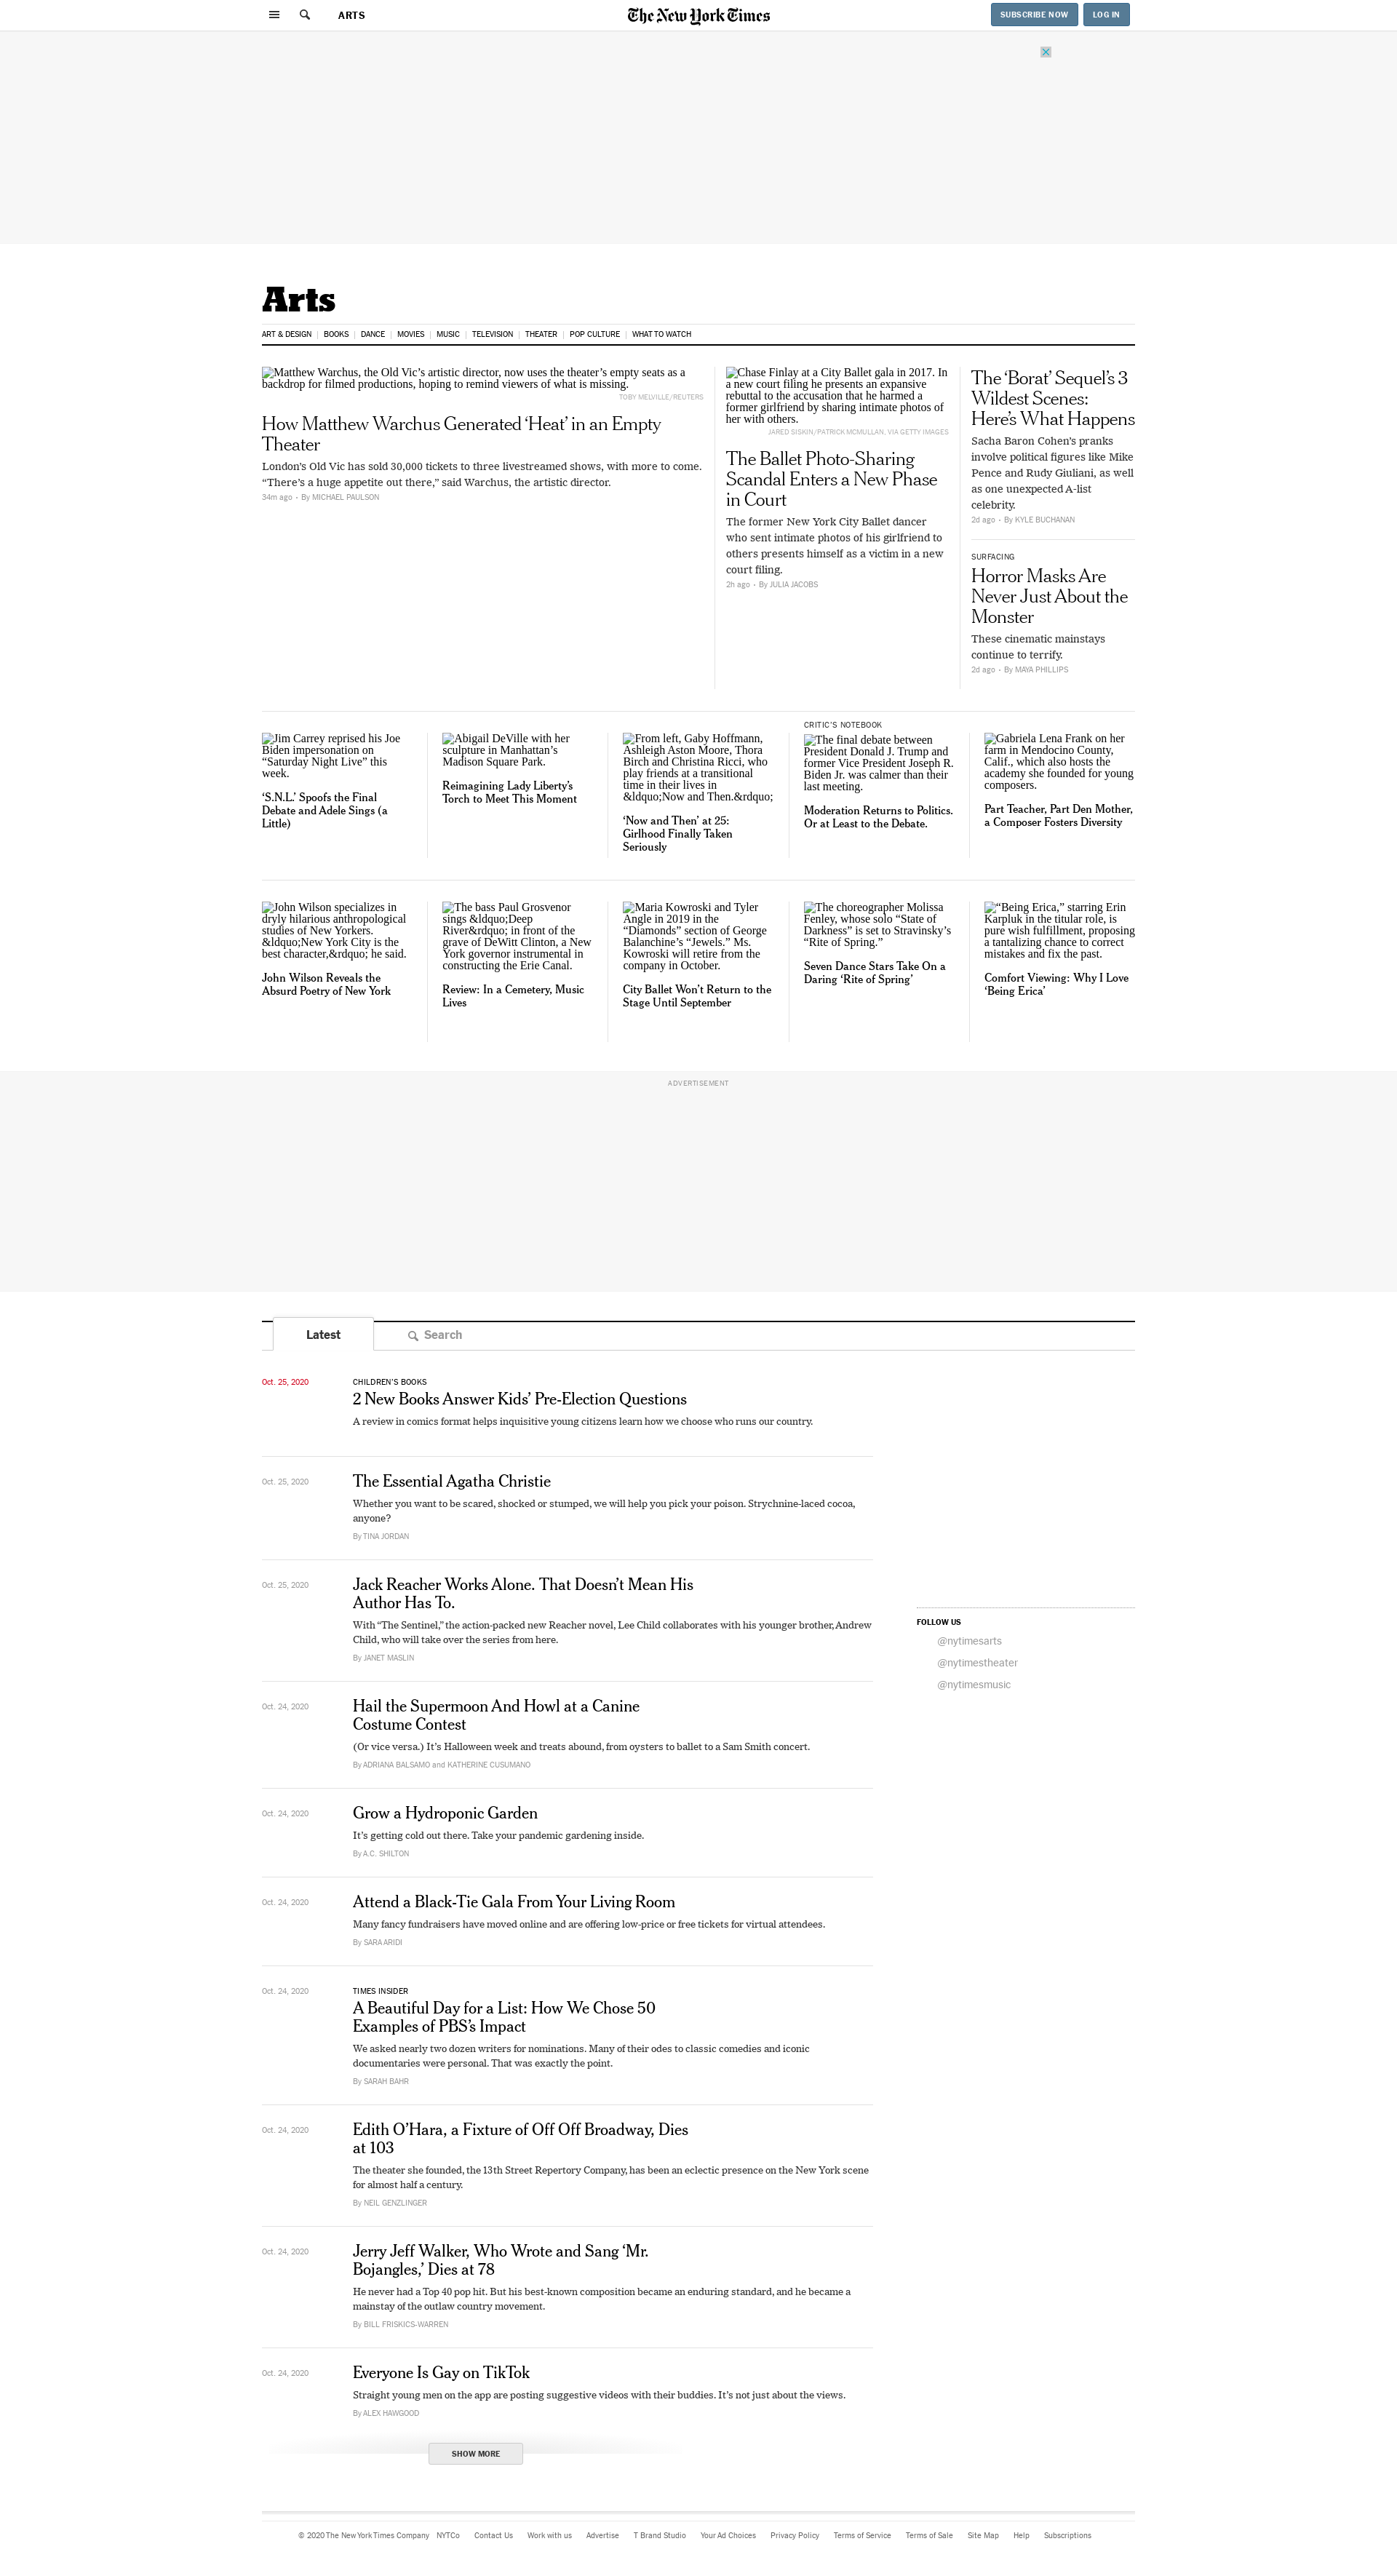 ARTS
The New York Times
SUBSCRIBE NOW
LOG IN
Arts
ART & DESIGN
BOOKS
DANCE
MOVIES
MUSIC
TELEVISION
THEATER
POP CULTURE
WHAT TO WATCH
Matthew Warchus, the Old Vic’s artistic director, now uses the theater’s empty seats as a
backdrop for filmed productions, hoping to remind viewers of what is missing.
TOBY MELVILLE/REUTERS
How Matthew Warchus Generated ‘Heat’ in an Empty
Theater
London’s Old Vic has sold 30,000 tickets to three livestreamed shows, with more to come.
“There’s a huge appetite out there,” said Warchus, the artistic director.
34m ago • By MICHAEL PAULSON
Chase Finlay at a City Ballet gala in 2017. In
a new court filing he presents an expansive
rebuttal to the accusation that he harmed a
former girlfriend by sharing intimate photos of
her with others.
JARED SISKIN/PATRICK MCMULLAN, VIA GETTY IMAGES
The Ballet Photo-Sharing
Scandal Enters a New Phase
in Court
The former New York City Ballet dancer
who sent intimate photos of his girlfriend to
others presents himself as a victim in a new
court filing.
2h ago • By JULIA JACOBS
The ‘Borat’ Sequel’s 3
Wildest Scenes:
Here’s What Happens
Sacha Baron Cohen’s pranks
involve political figures like Mike
Pence and Rudy Giuliani, as well
as one unexpected A-list
celebrity.
2d ago • By KYLE BUCHANAN
SURFACING
Horror Masks Are
Never Just About the
Monster
These cinematic mainstays
continue to terrify.
2d ago • By MAYA PHILLIPS
Jim Carrey reprised his Joe
Biden impersonation on
“Saturday Night Live” this
week.
‘S.N.L.’ Spoofs the Final
Debate and Adele Sings (a
Little)
Abigail DeVille with her
sculpture in Manhattan’s
Madison Square Park.
Reimagining Lady Liberty’s
Torch to Meet This Moment
From left, Gaby Hoffmann,
Ashleigh Aston Moore, Thora
Birch and Christina Ricci, who
play friends at a transitional
time in their lives in
&ldquo;Now and Then.&rdquo;
‘Now and Then’ at 25:
Girlhood Finally Taken
Seriously
CRITIC’S NOTEBOOK
The final debate between
President Donald J. Trump and
former Vice President Joseph R.
Biden Jr. was calmer than their
last meeting.
Moderation Returns to Politics.
Or at Least to the Debate.
Gabriela Lena Frank on her
farm in Mendocino County,
Calif., which also hosts the
academy she founded for young
composers.
Part Teacher, Part Den Mother,
a Composer Fosters Diversity
John Wilson specializes in
dryly hilarious anthropological
studies of New Yorkers.
&ldquo;New York City is the
best character,&rdquo; he said.
John Wilson Reveals the
Absurd Poetry of New York
The bass Paul Grosvenor
sings &ldquo;Deep
River&rdquo; in front of the
grave of DeWitt Clinton, a New
York governor instrumental in
constructing the Erie Canal.
Review: In a Cemetery, Music
Lives
Maria Kowroski and Tyler
Angle in 2019 in the
“Diamonds” section of George
Balanchine’s “Jewels.” Ms.
Kowroski will retire from the
company in October.
City Ballet Won’t Return to the
Stage Until September
The choreographer Molissa
Fenley, whose solo “State of
Darkness” is set to Stravinsky’s
“Rite of Spring.”
Seven Dance Stars Take On a
Daring ‘Rite of Spring’
“Being Erica,” starring Erin
Karpluk in the titular role, is
pure wish fulfillment, proposing
a tantalizing chance to correct
mistakes and fix the past.
Comfort Viewing: Why I Love
‘Being Erica’
ADVERTISEMENT
Latest
Search
Oct. 25, 2020
CHILDREN’S BOOKS
2 New Books Answer Kids’ Pre-Election Questions
A review in comics format helps inquisitive young citizens learn how we choose who runs our country.
Oct. 25, 2020
The Essential Agatha Christie
Whether you want to be scared, shocked or stumped, we will help you pick your poison. Strychnine-laced cocoa,
anyone?
By TINA JORDAN
Oct. 25, 2020
Jack Reacher Works Alone. That Doesn’t Mean His
Author Has To.
With “The Sentinel,” the action-packed new Reacher novel, Lee Child collaborates with his younger brother, Andrew
Child, who will take over the series from here.
By JANET MASLIN
FOLLOW US
@nytimesarts
@nytimestheater
@nytimesmusic
Oct. 24, 2020
Hail the Supermoon And Howl at a Canine
Costume Contest
(Or vice versa.) It’s Halloween week and treats abound, from oysters to ballet to a Sam Smith concert.
By ADRIANA BALSAMO and KATHERINE CUSUMANO
Oct. 24, 2020
Grow a Hydroponic Garden
It’s getting cold out there. Take your pandemic gardening inside.
By A.C. SHILTON
Oct. 24, 2020
Attend a Black-Tie Gala From Your Living Room
Many fancy fundraisers have moved online and are offering low-price or free tickets for virtual attendees.
By SARA ARIDI
Oct. 24, 2020
TIMES INSIDER
A Beautiful Day for a List: How We Chose 50
Examples of PBS’s Impact
We asked nearly two dozen writers for nominations. Many of their odes to classic comedies and iconic
documentaries were personal. That was exactly the point.
By SARAH BAHR
Oct. 24, 2020
Edith O’Hara, a Fixture of Off Off Broadway, Dies
at 103
The theater she founded, the 13th Street Repertory Company, has been an eclectic presence on the New York scene
for almost half a century.
By NEIL GENZLINGER
Oct. 24, 2020
Jerry Jeff Walker, Who Wrote and Sang ‘Mr.
Bojangles,’ Dies at 78
He never had a Top 40 pop hit. But his best-known composition became an enduring standard, and he became a
mainstay of the outlaw country movement.
By BILL FRISKICS-WARREN
Oct. 24, 2020
Everyone Is Gay on TikTok
Straight young men on the app are posting suggestive videos with their buddies. It’s not just about the views.
By ALEX HAWGOOD
SHOW MORE
© 2020 The New York Times Company
NYTCo
Contact Us
Work with us
Advertise
T Brand Studio
Your Ad Choices
Privacy Policy
Terms of Service
Terms of Sale
Site Map
Help
Subscriptions